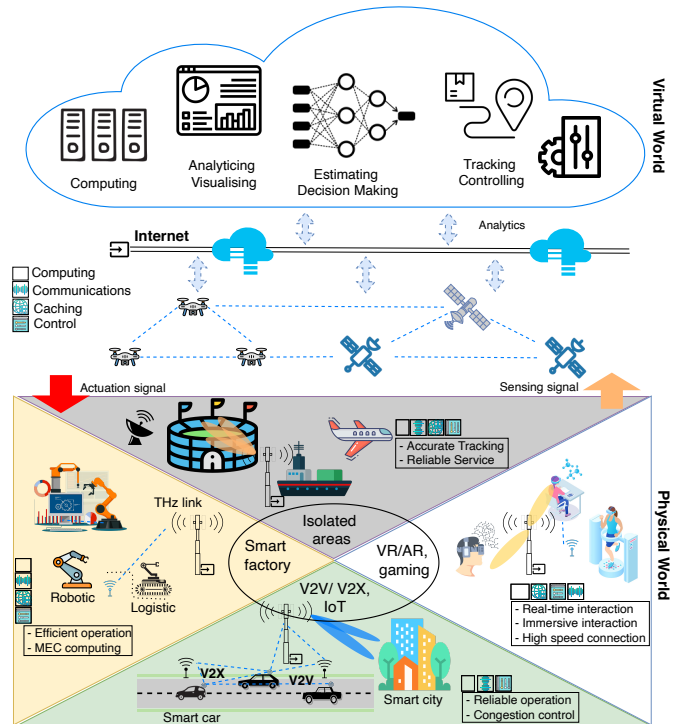 Virtual World
Computing
Analyticing
Visualising
Estimating
Decision Making
Tracking
Controlling
Internet
Analytics
Computing
Communications
Caching
Control
Actuation signal
Sensing signal
- Accurate Tracking
- Reliable Service
Physical World
THz link
Isolated
areas
Smart
factory
VR/AR,
gaming
V2V/ V2X,
IoT
Robotic
Logistic
- Efficient operation
- MEC computing
- Real-time interaction
- Immersive interaction
- High speed connection
V2X
V2V
Smart car
Smart city
- Reliable operation
- Congestion control